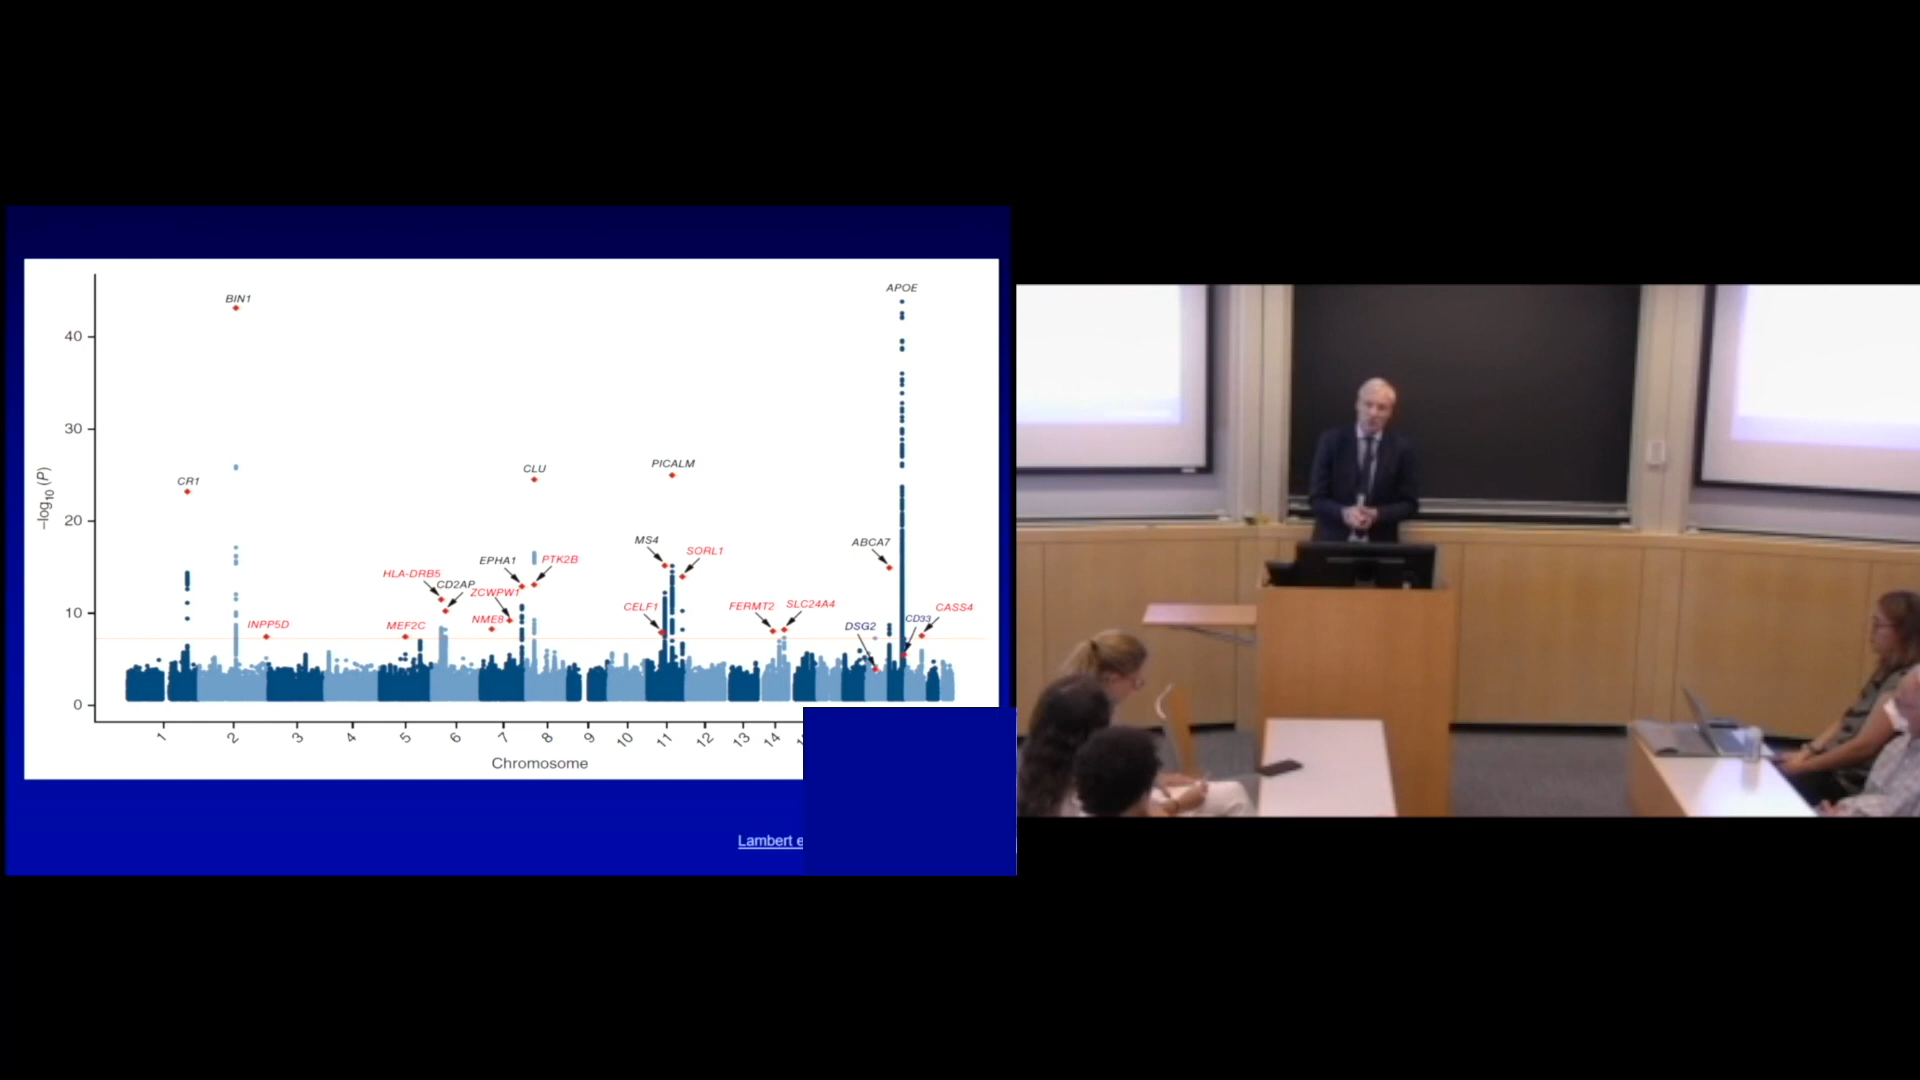 APOE
BIN1
40
30
CLU
PICALM
CR1
–log10 (P)
20
MS4
SORL1
ABCA7
EPHA1
PTK2B
HLA-DRB5
CD2AP
ZCWPW1
10
CELF1
FERMT2
SLC24A4
CASS4
INPP5D
MEF2C
NME8
DSG2
CD33
0
1 2 3 4 5 6 7 8 9 10 11 12 13 14
Chromosome
Lambert e